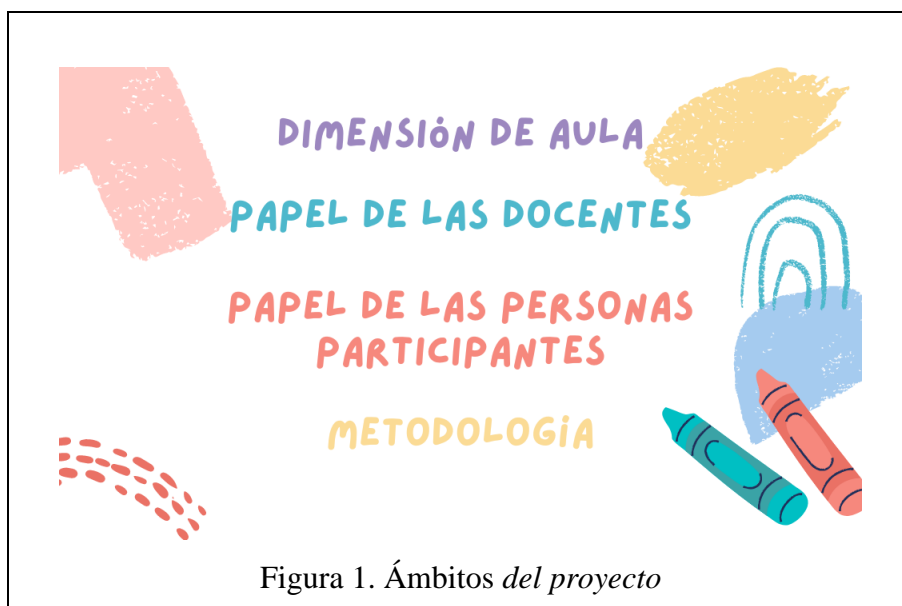 DIMENSIÓN DE AULA
PAPEL DE LAS DOCENTES
PAPEL DE LAS PERSONAS
PARTICIPANTES
METODOLOGÍA
Figura 1. Ámbitos del proyecto